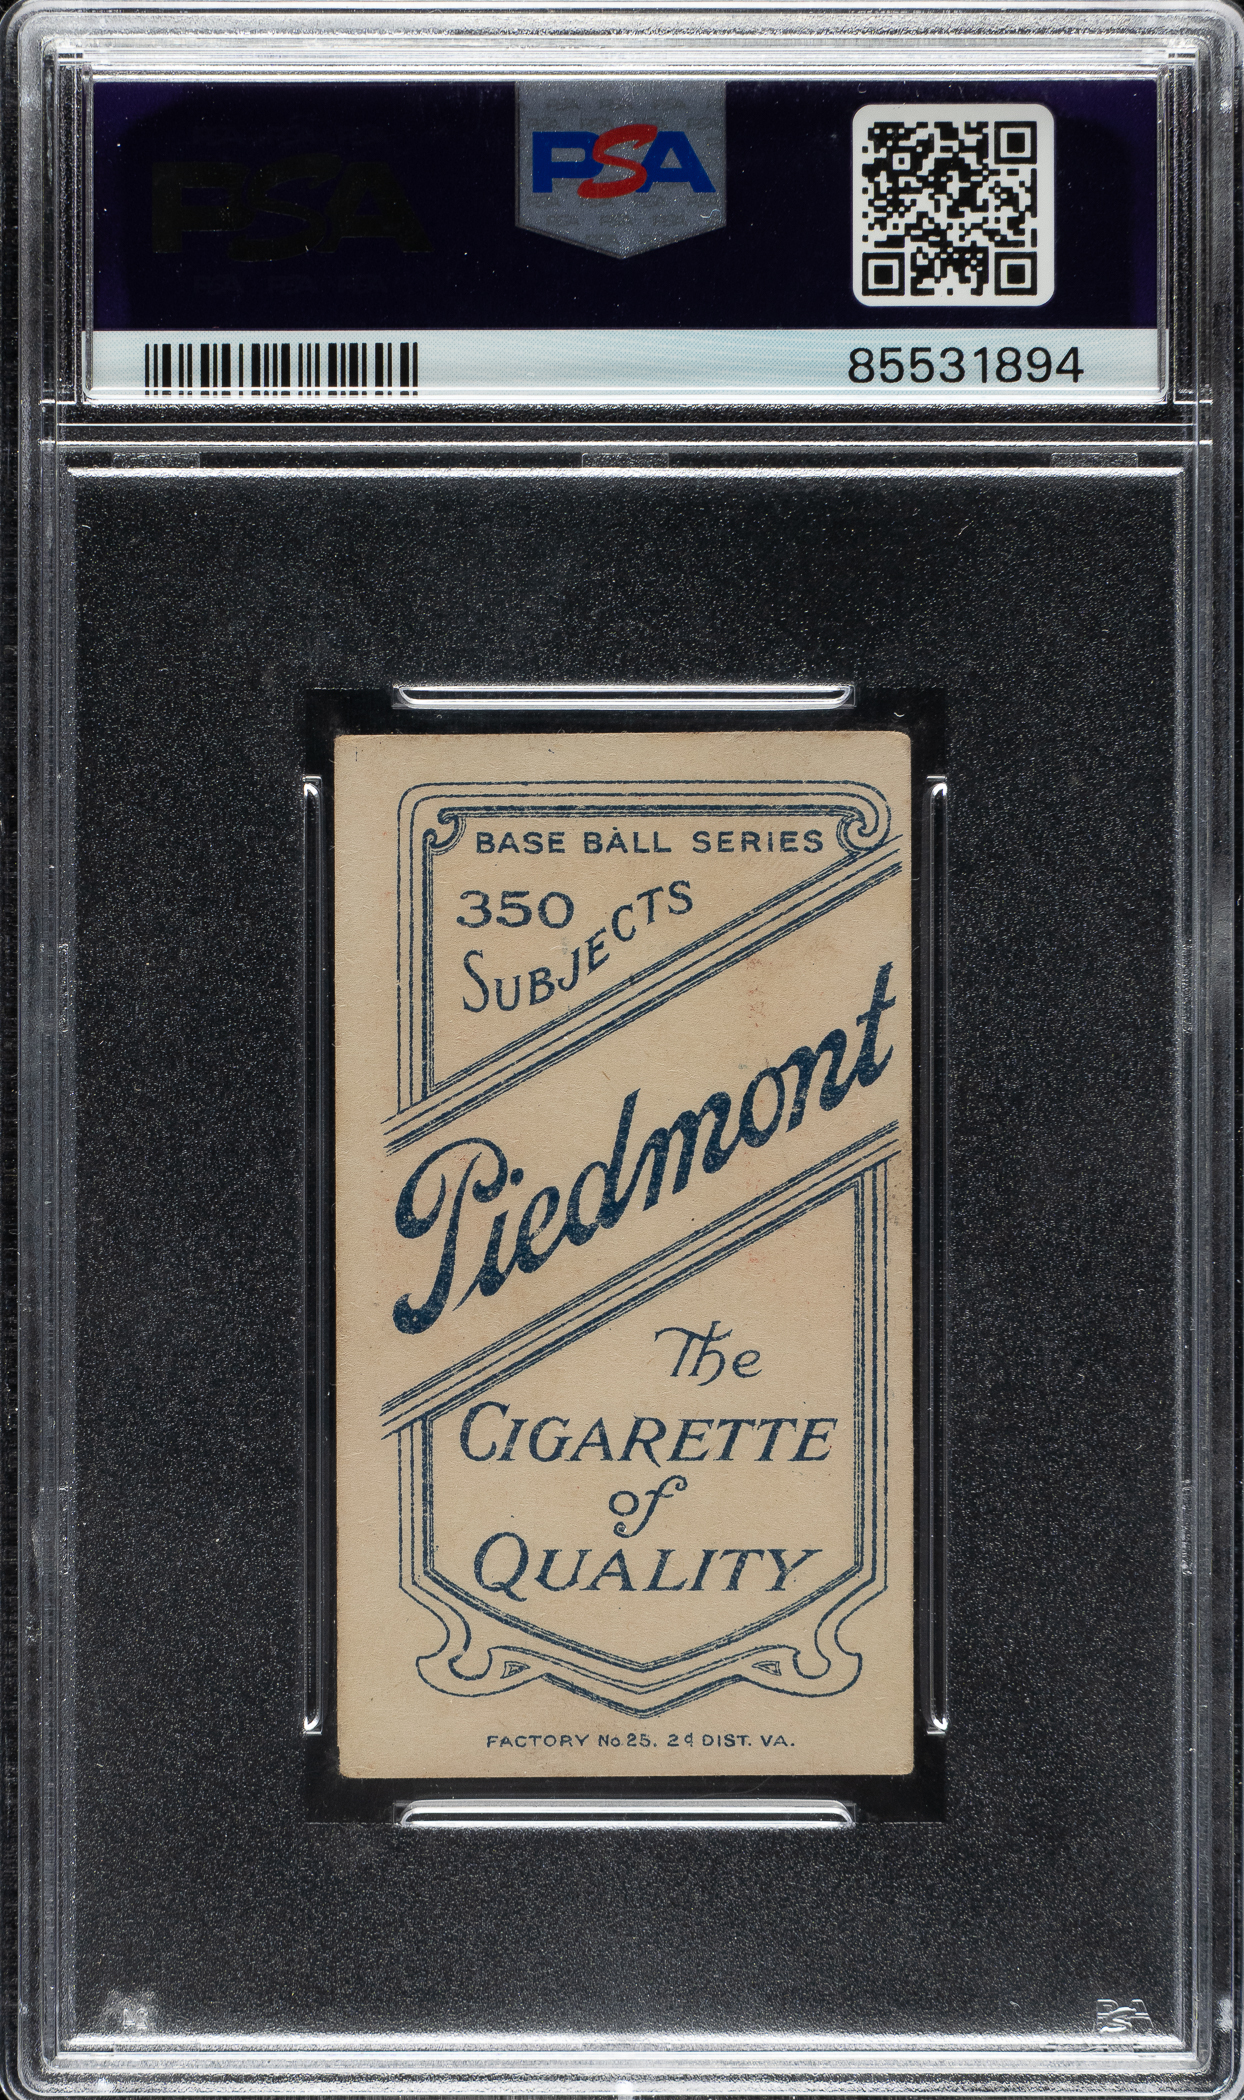 PSA
PSA
85531894
BASE BALL SERIES
350
SUBJECTS
Piedmont
The
CIGARETTE
of
QUALITY
FACTORY No 25. 2d DIST. VA.
PSA